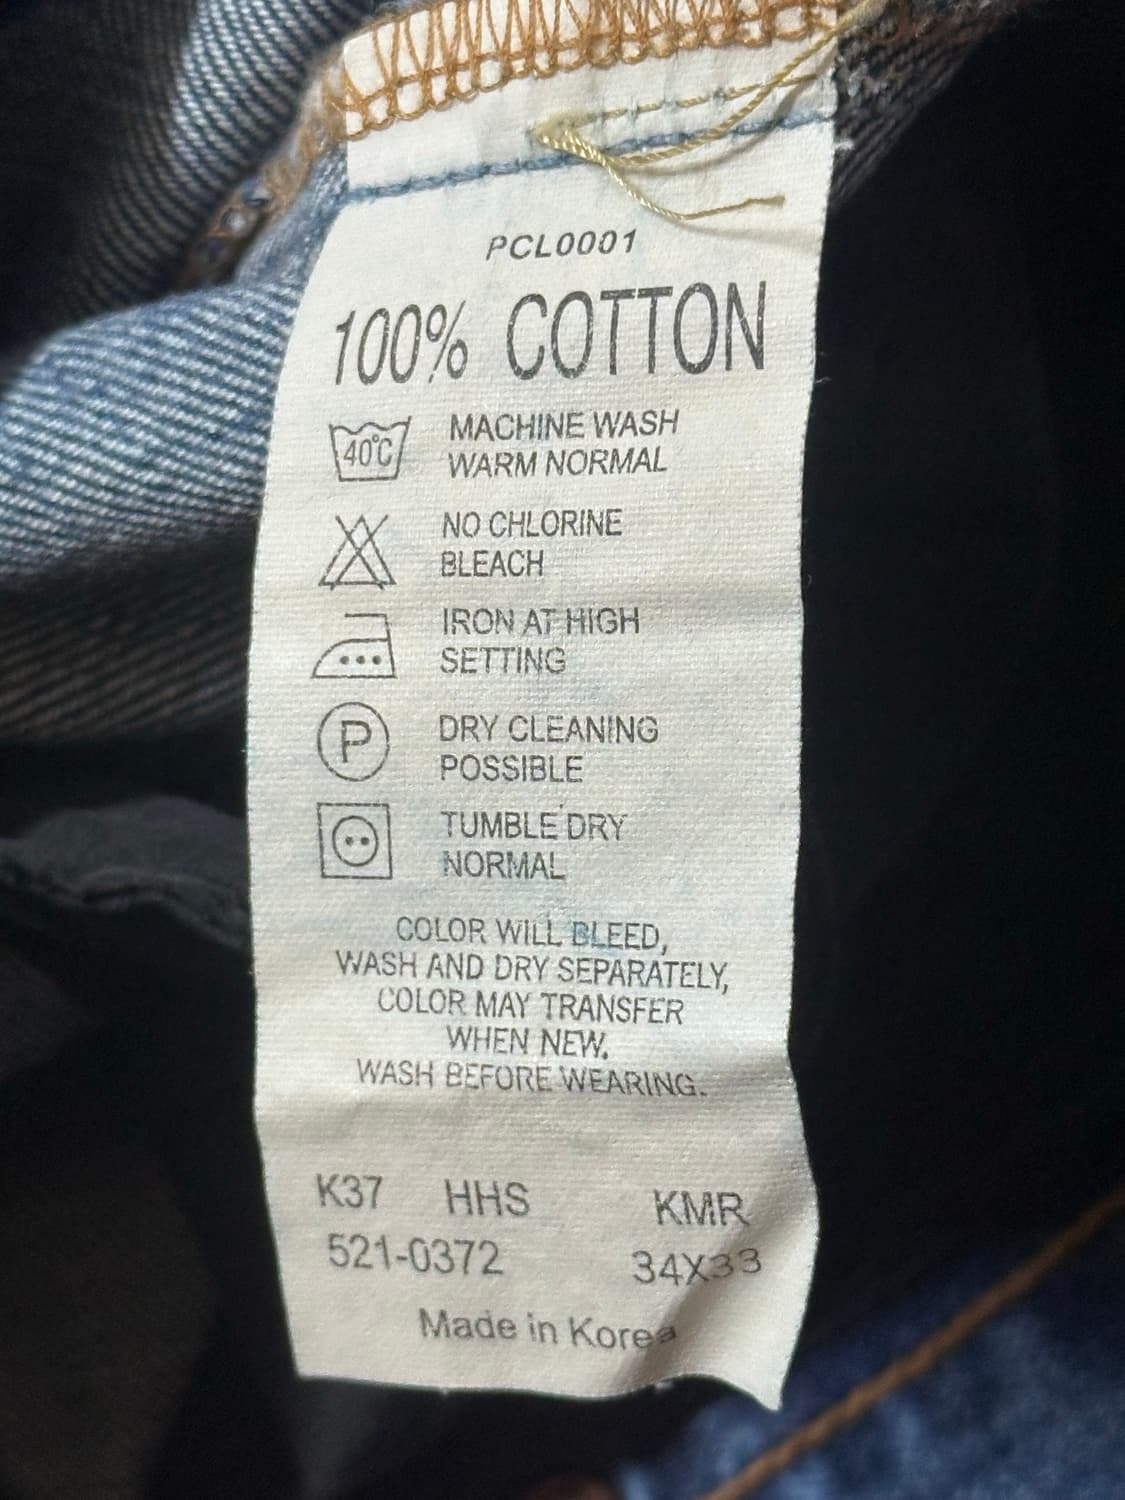 PCL0001
100% COTTON
40°C MACHINE WASH
WARM NORMAL
NO CHLORINE
BLEACH
IRON AT HIGH
SETTING
P DRY CLEANING
POSSIBLE
TUMBLE DRY
NORMAL
COLOR WILL BLEED,
WASH AND DRY SEPARATELY,
COLOR MAY TRANSFER
WHEN NEW.
WASH BEFORE WEARING.
K37 HHS KMR
521-0372 34X33
Made in Korea